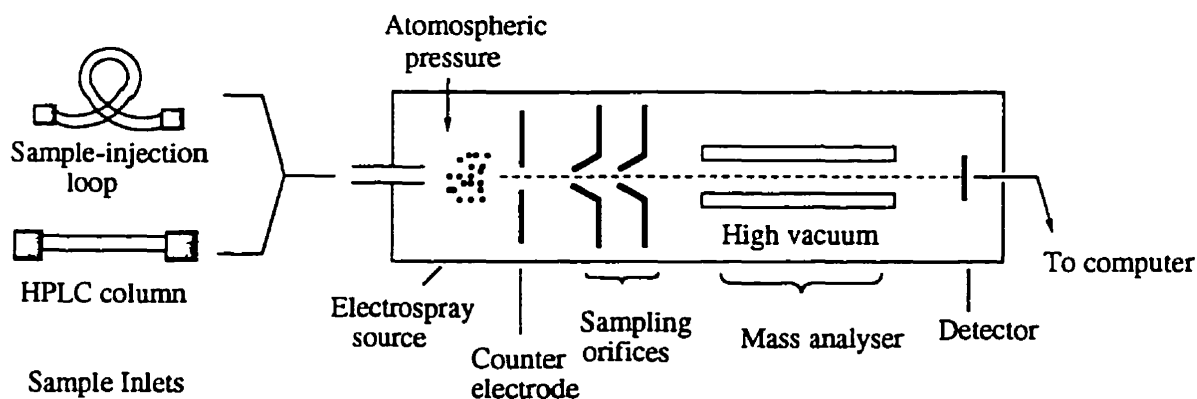 Atomospheric
pressure
Sample-injection
loop
HPLC column
Sample Inlets
Electrospray
source
Counter
electrode
Sampling
orifices
High vacuum
Mass analyser
Detector
To computer